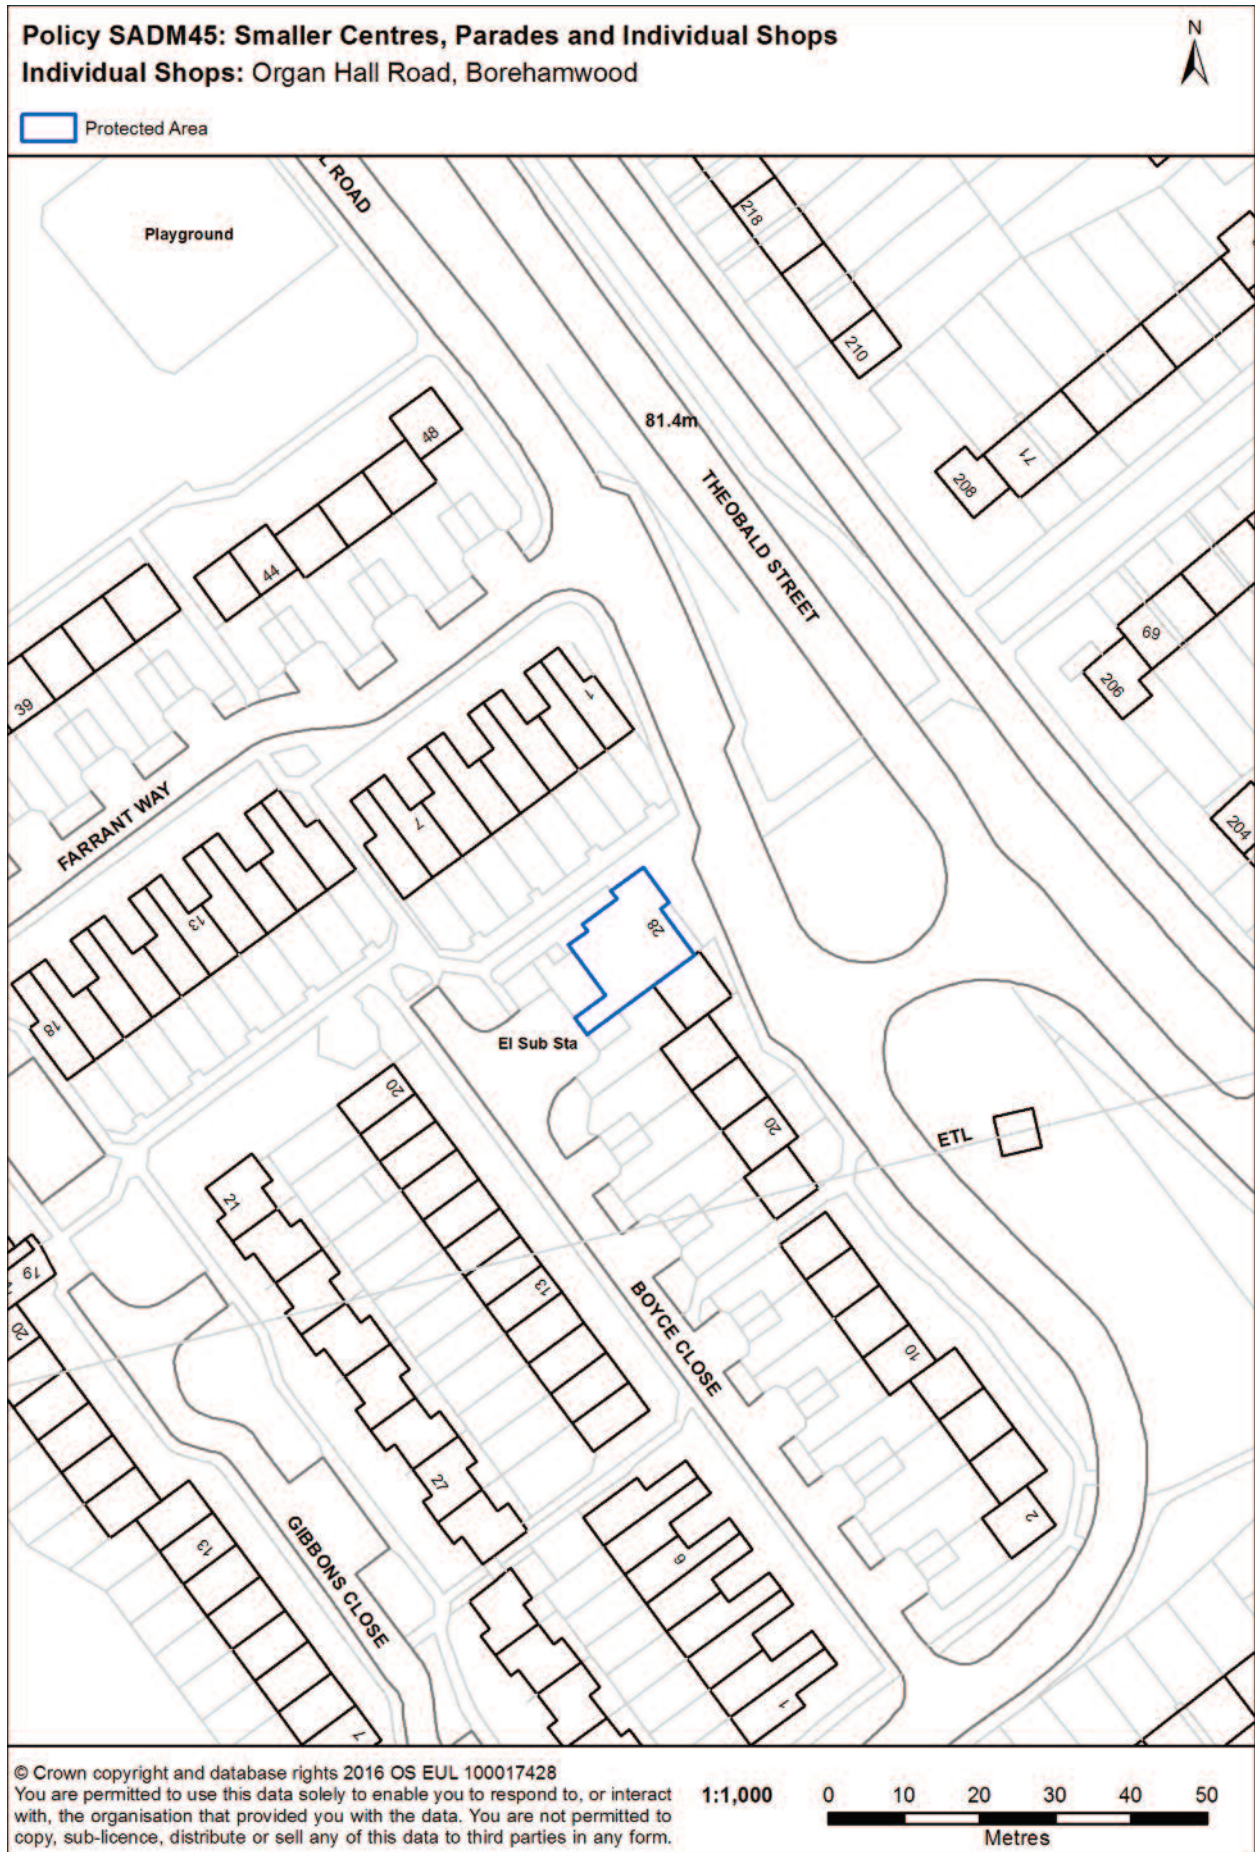 Policy SADM45: Smaller Centres, Parades and Individual Shops
Individual Shops: Organ Hall Road, Borehamwood
N
Protected Area
L ROAD
Playground
218
210
81.4m
48
THEOBALD STREET
71
208
44
69
206
39
1
204
FARRANT WAY
7
13
28
18
El Sub Sta
20
20
ETL
21
19
13
BOYCE CLOSE
20
10
27
2
13
GIBBONS CLOSE
6
1
7
© Crown copyright and database rights 2016 OS EUL 100017428
You are permitted to use this data solely to enable you to respond to, or interact
with, the organisation that provided you with the data. You are not permitted to
copy, sub-licence, distribute or sell any of this data to third parties in any form.
1:1,000
0 10 20 30 40 50
Metres